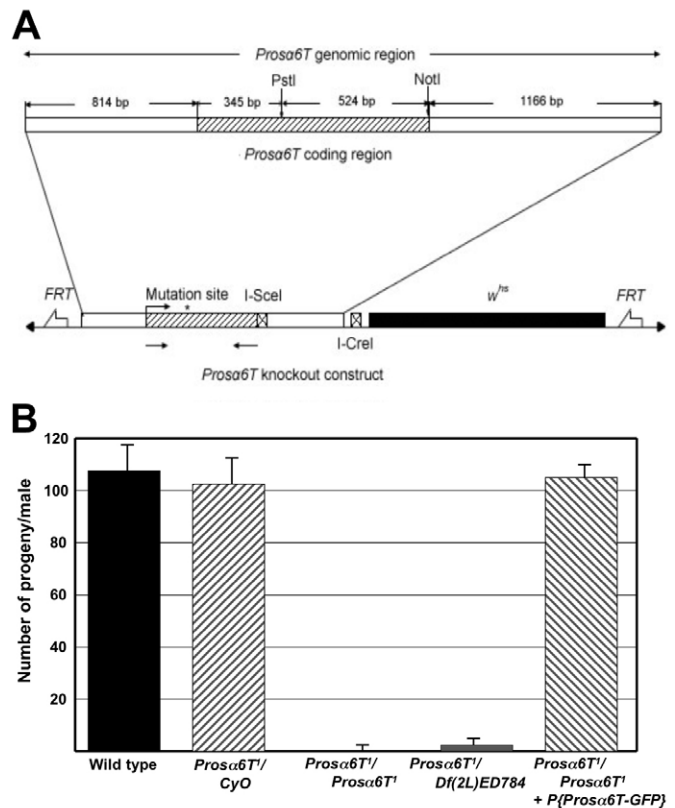 A
Prosα6T genomic region
PstI NotI
814 bp 345 bp 524 bp 1166 bp
Prosα6T coding region
FRT Mutation site I-SceI w^hs FRT
*
I-CreI
Prosα6T knockout construct
B
Number of progeny/male
120
100
80
60
40
20
Wild type
Prosα6T¹/
CyO
Prosα6T¹/
Prosα6T¹
Prosα6T¹/
Df(2L)ED784
Prosα6T¹/
Prosα6T¹
+ P{Prosα6T-GFP}